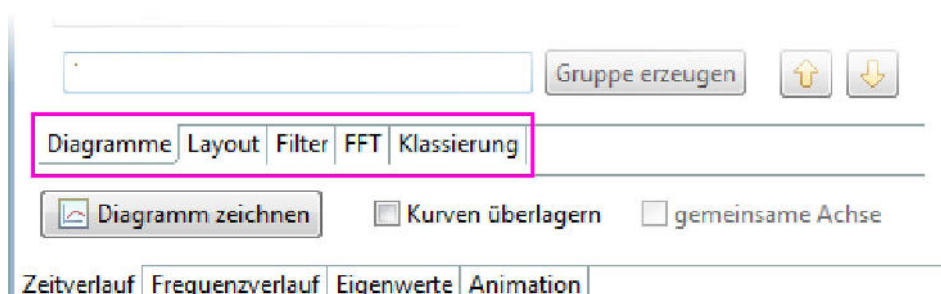 Gruppe erzeugen
Diagramme Layout Filter FFT Klassierung
Diagramm zeichnen Kurven überlagern gemeinsame Achse
Zeitverlauf Frequenzverlauf Eigenwerte Animation